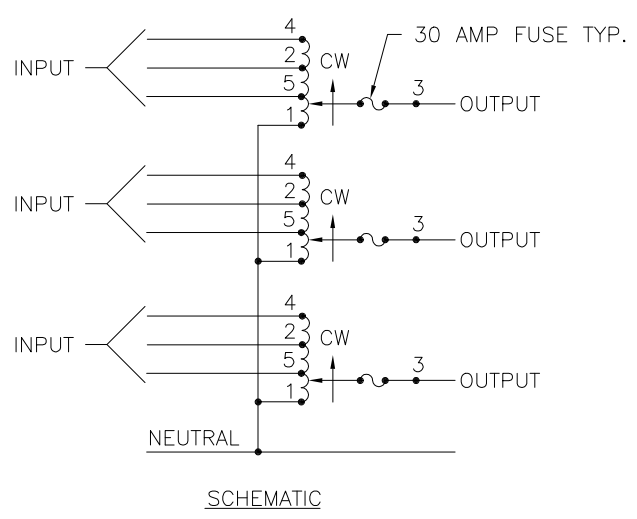 30 AMP FUSE TYP.
4
2
5
1
INPUT
CW
3
OUTPUT
4
2
5
1
INPUT
CW
3
OUTPUT
4
2
5
1
INPUT
CW
3
OUTPUT
NEUTRAL
SCHEMATIC